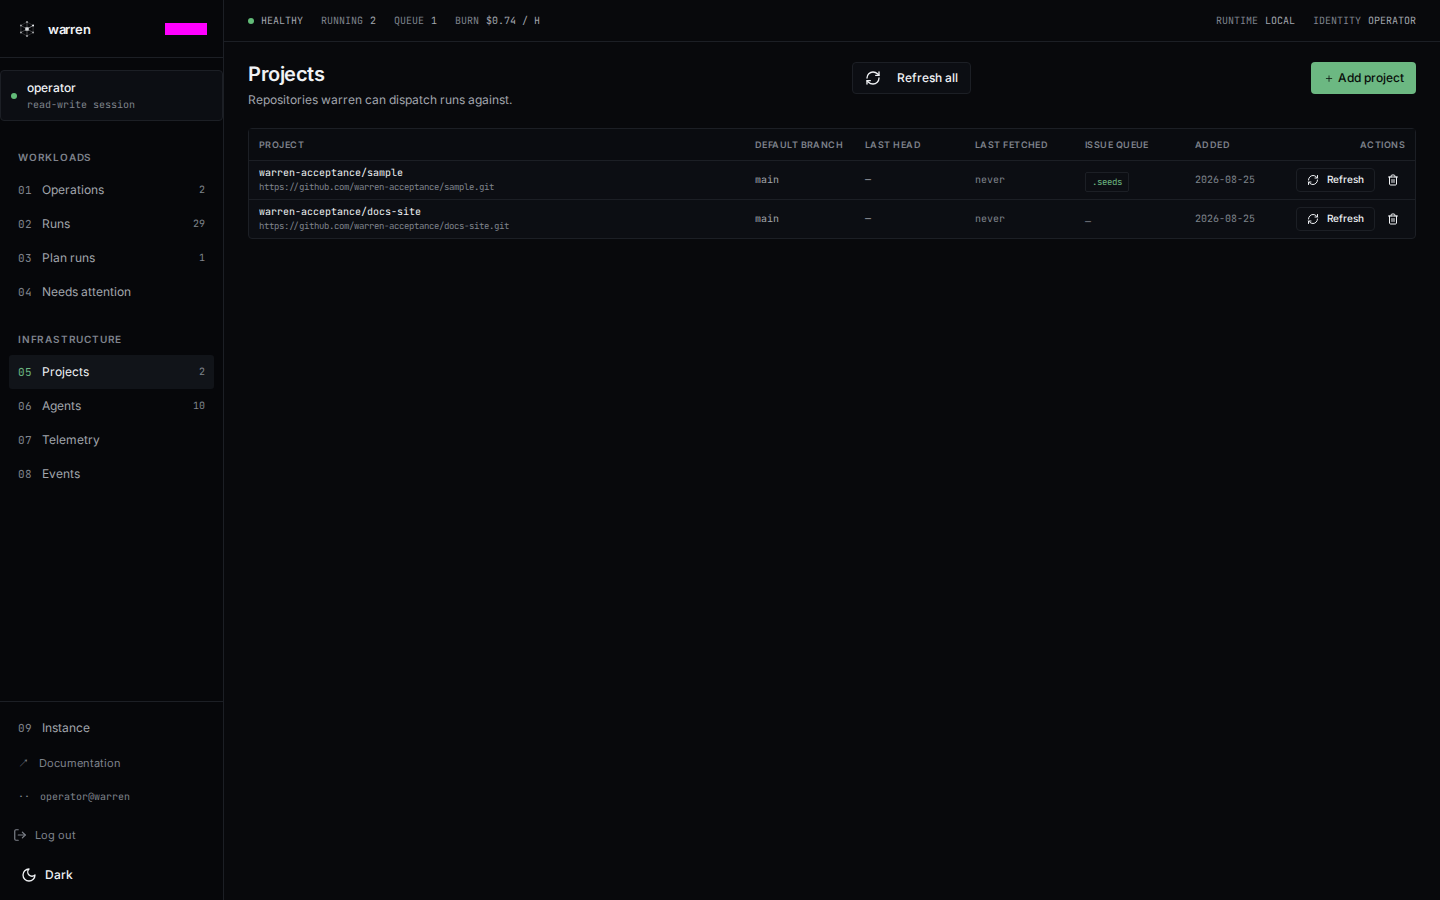 warren
HEALTHY RUNNING 2 QUEUE 1 BURN $0.74 / H RUNTIME LOCAL IDENTITY OPERATOR
operator
read-write session
WORKLOADS
01 Operations 2
02 Runs 29
03 Plan runs 1
04 Needs attention
INFRASTRUCTURE
05 Projects 2
06 Agents 10
07 Telemetry
08 Events
09 Instance
Documentation
-- operator@warren
Log out
Dark
Projects
Repositories warren can dispatch runs against.
Refresh all
+ Add project
PROJECT DEFAULT BRANCH LAST HEAD LAST FETCHED ISSUE QUEUE ADDED ACTIONS
warren-acceptance/sample
https://github.com/warren-acceptance/sample.git
main — never .seeds 2026-08-25 Refresh
warren-acceptance/docs-site
https://github.com/warren-acceptance/docs-site.git
main — never — 2026-08-25 Refresh